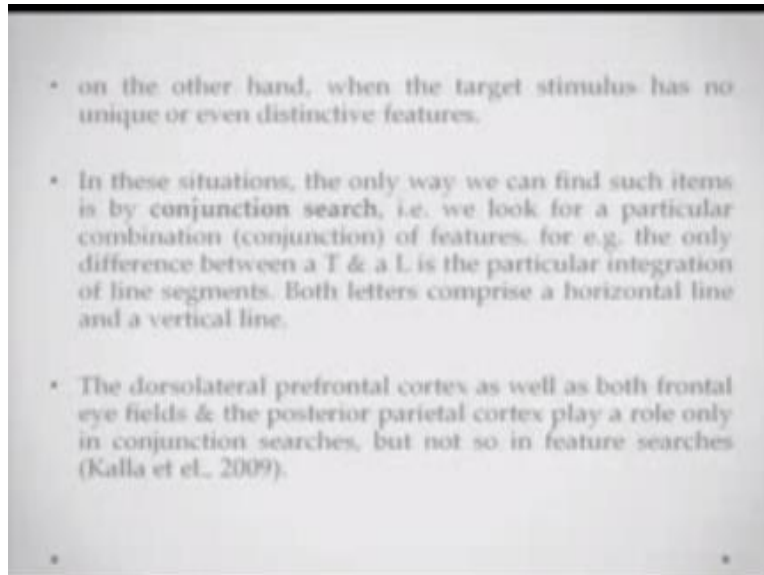 • on the other hand, when the target stimulus has no
unique or even distinctive features.
• In these situations, the only way we can find such items
is by conjunction search, i.e. we look for a particular
combination (conjunction) of features. for e.g. the only
difference between a T & a L is the particular integration
of line segments. Both letters comprise a horizontal line
and a vertical line.
• The dorsolateral prefrontal cortex as well as both frontal
eye fields & the posterior parietal cortex play a role only
in conjunction searches, but not so in feature searches
(Kalla et el., 2009).